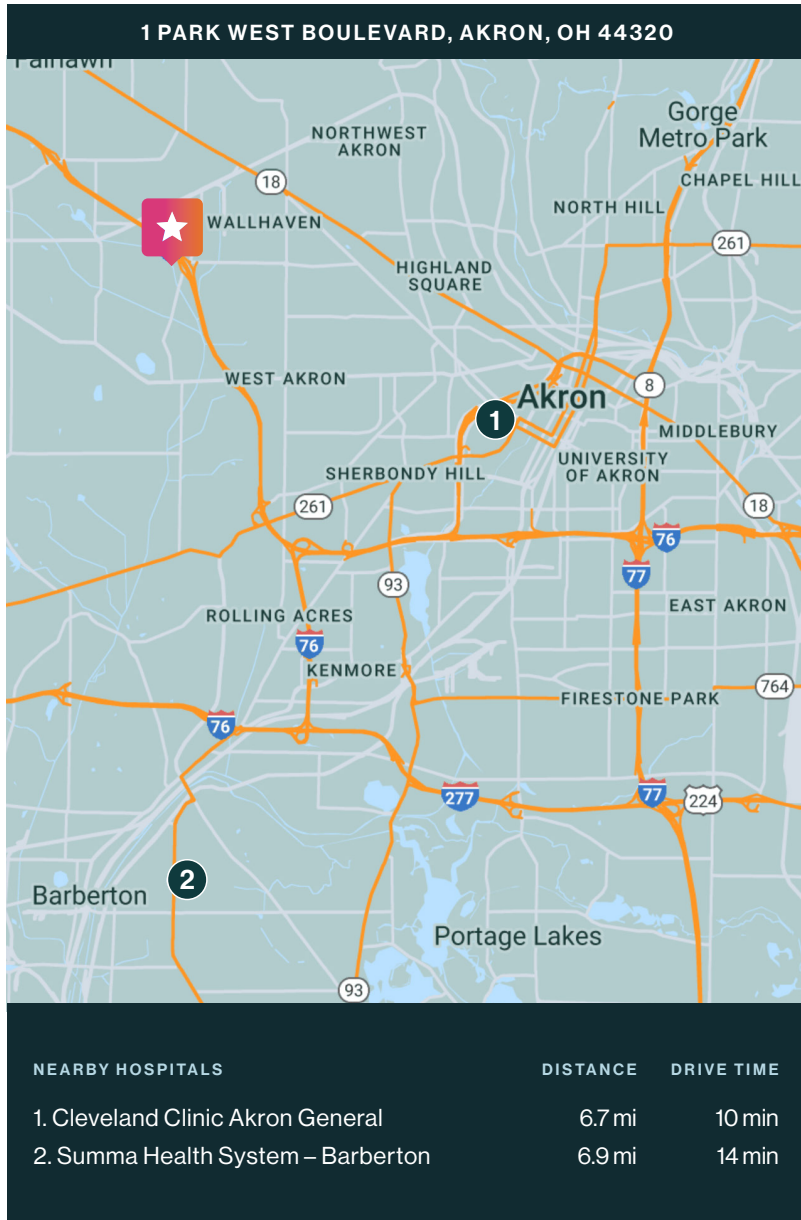 1 PARK WEST BOULEVARD, AKRON, OH 44320
Fairlawn
Gorge
Metro Park
NORTHWEST
AKRON
18
CHAPEL HILL
NORTH HILL
WALLHAVEN
261
HIGHLAND
SQUARE
WEST AKRON
8
Akron
1
MIDDLEBURY
UNIVERSITY
OF AKRON
SHERBONDY HILL
261
18
76
77
93
EAST AKRON
ROLLING ACRES
76
KENMORE
764
FIRESTONE PARK
76
277
77
224
2
Barberton
Portage Lakes
93
NEARBY HOSPITALS DISTANCE DRIVE TIME
1. Cleveland Clinic Akron General 6.7 mi 10 min
2. Summa Health System – Barberton 6.9 mi 14 min